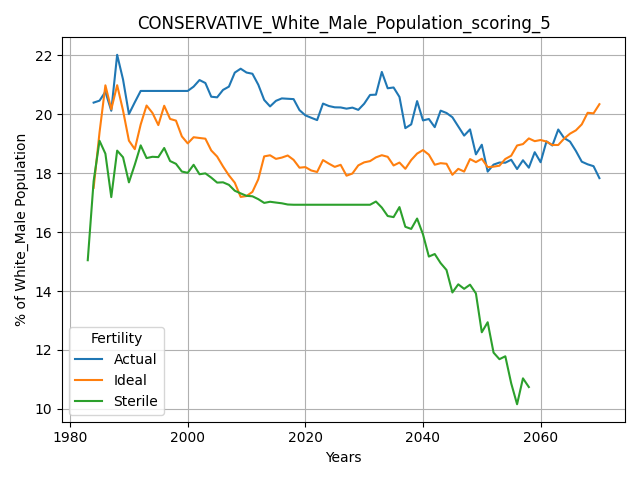 CONSERVATIVE_White_Male_Population_scoring_5
% of White_Male Population
22
20
18
16
14
12
10
Fertility
Actual
Ideal
Sterile
1980
2000
2020
2040
2060
Years